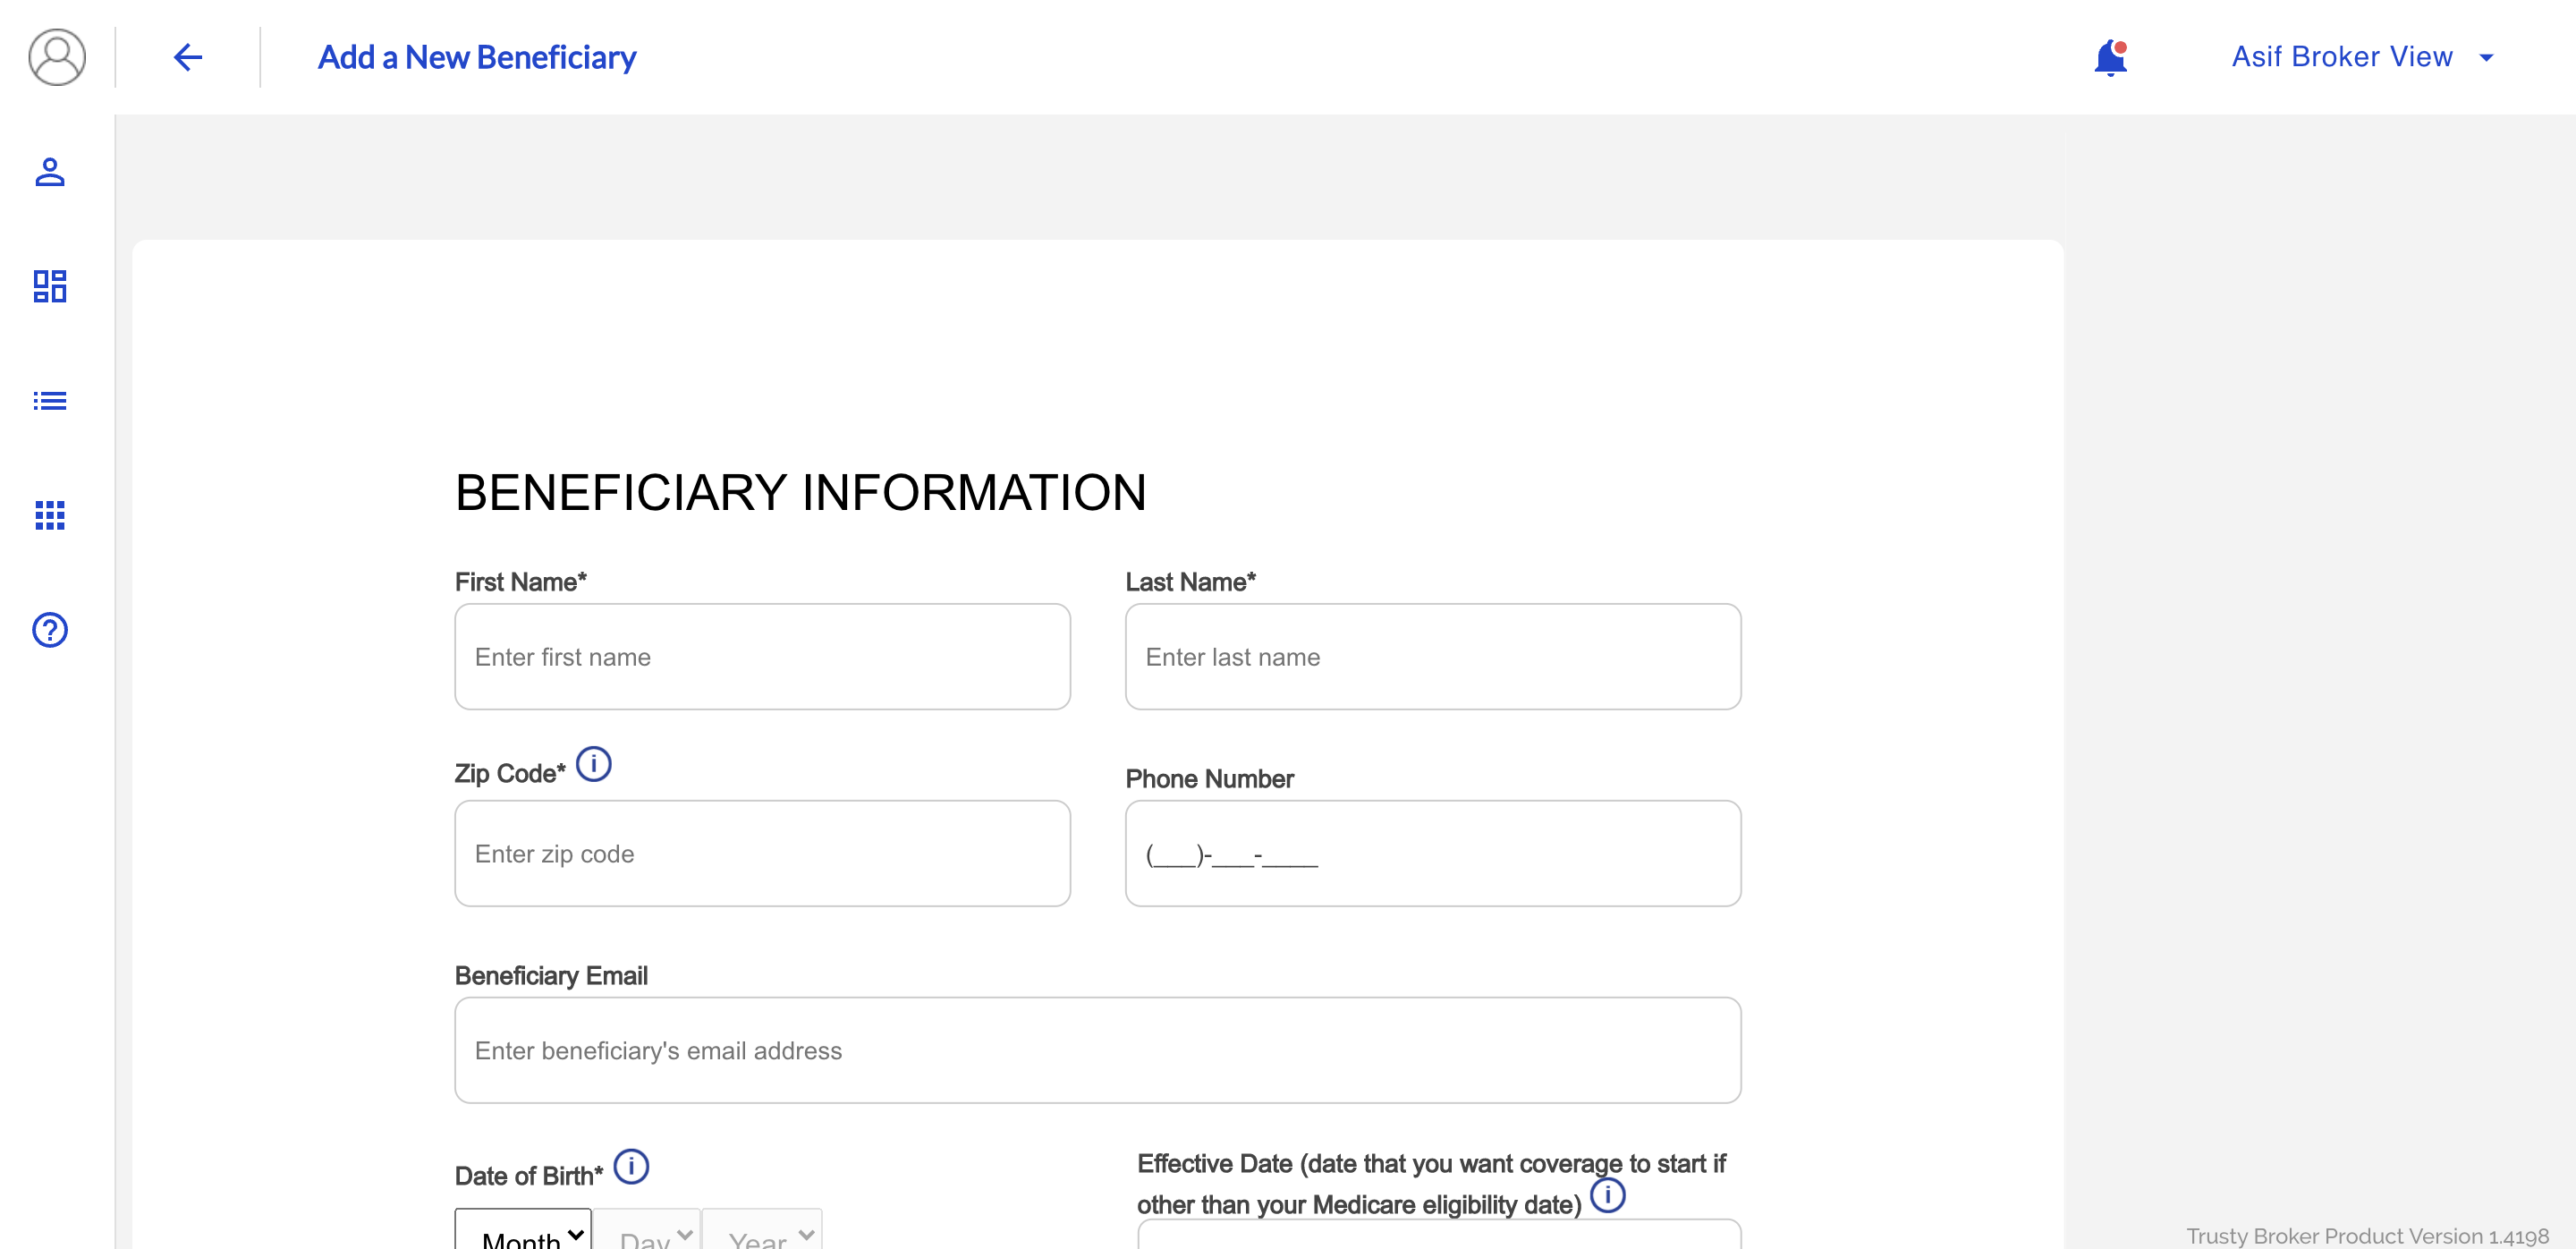 Add a New Beneficiary
Asif Broker View
BENEFICIARY INFORMATION
First Name*
Last Name*
Enter first name
Enter last name
Zip Code*
Phone Number
Enter zip code
(___)-___-____
Beneficiary Email
Enter beneficiary's email address
Date of Birth*
Effective Date (date that you want coverage to start if
other than your Medicare eligibility date)
Month
Day
Year
Trusty Broker Product Version 1.4198